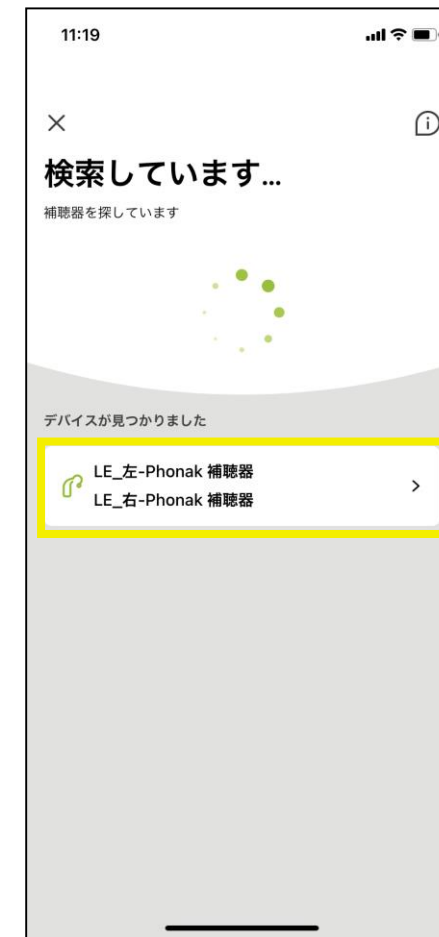 11:19
検索しています...
補聴器を探しています
デバイスが見つかりました
LE_左-Phonak 補聴器
LE_右-Phonak 補聴器